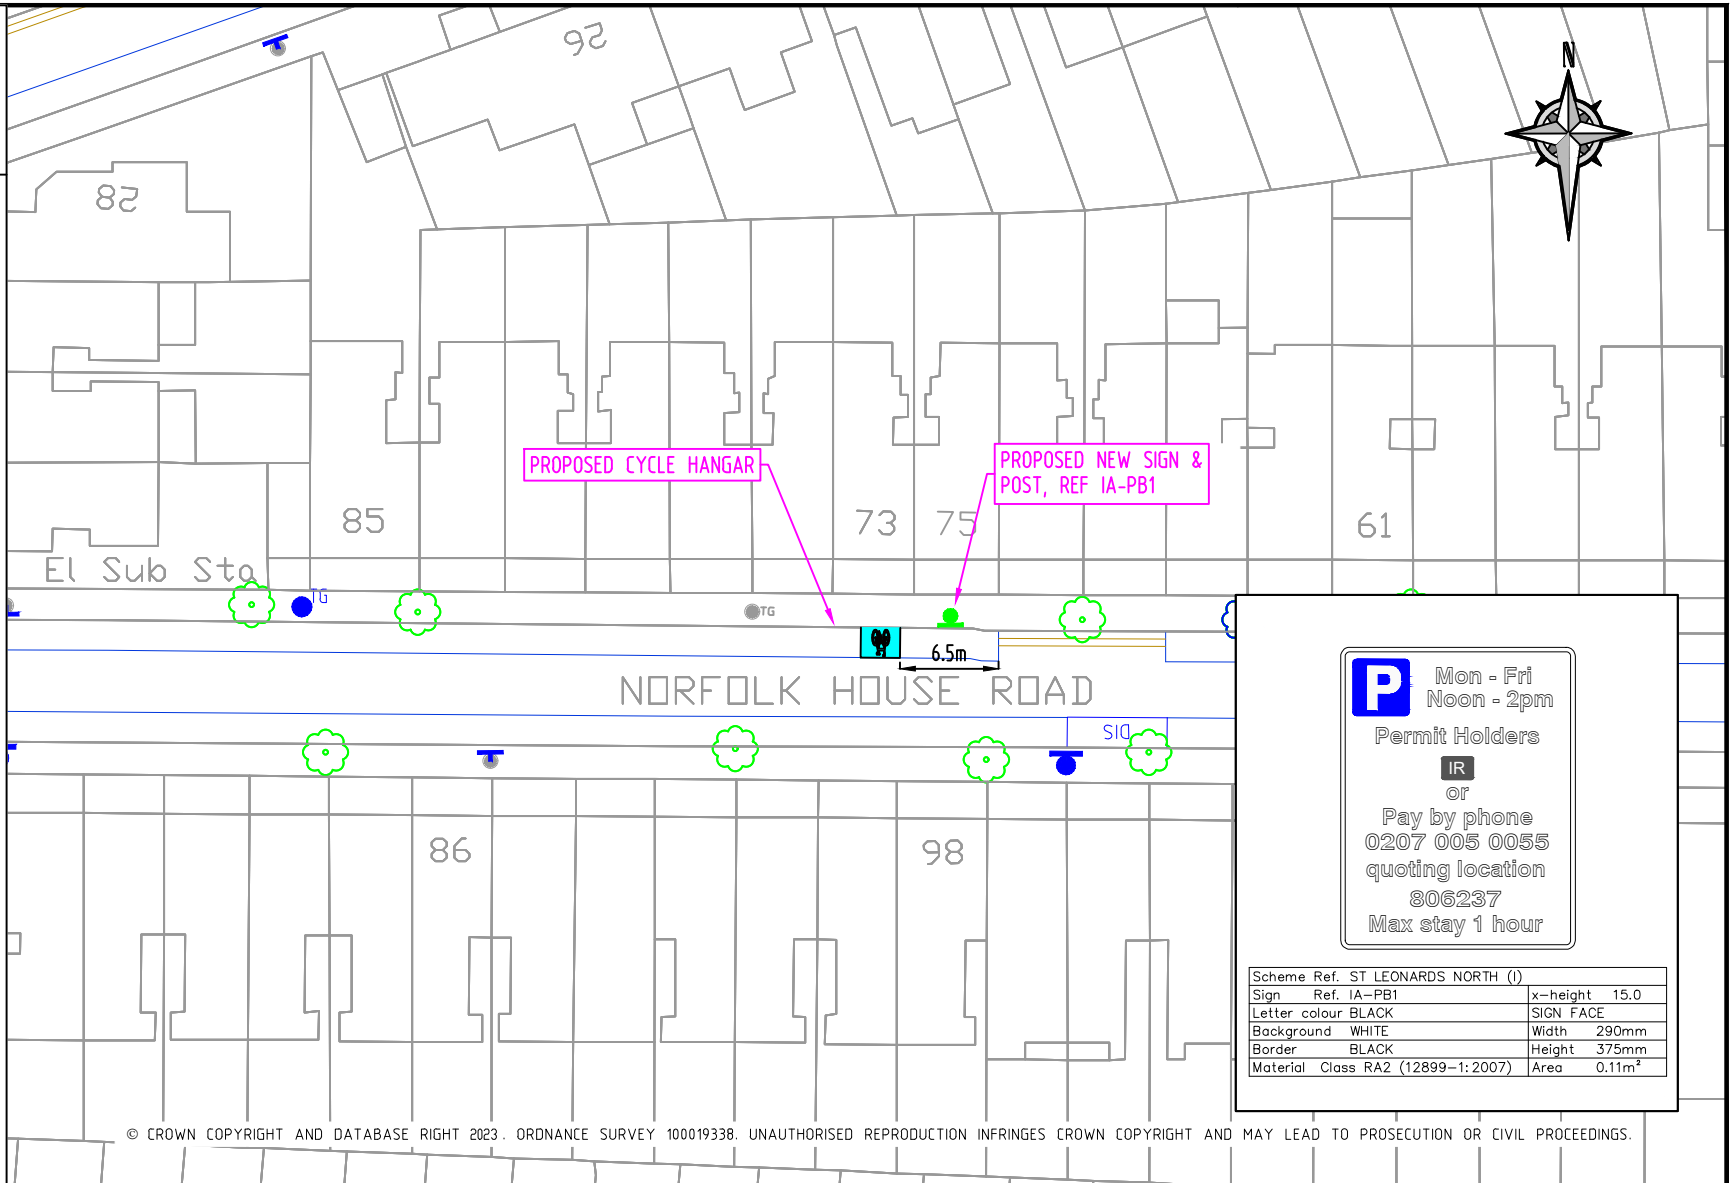 92
N
82
PROPOSED CYCLE HANGAR
PROPOSED NEW SIGN &
POST, REF IA-PB1
85
73
75
61
El Sub Sta
TG
TG
6.5m
NORFOLK HOUSE ROAD
DIS
86
98
P
Mon - Fri
Noon - 2pm
Permit Holders
IR
or
Pay by phone
0207 005 0055
quoting location
806237
Max stay 1 hour
Scheme Ref. ST LEONARDS NORTH (I)
Sign Ref. IA-PB1 x-height 15.0
Letter colour BLACK SIGN FACE
Background WHITE Width 290mm
Border BLACK Height 375mm
Material Class RA2 (12899-1:2007) Area 0.11m²
© CROWN COPYRIGHT AND DATABASE RIGHT 2023. ORDNANCE SURVEY 100019338. UNAUTHORISED REPRODUCTION INFRINGES CROWN COPYRIGHT AND MAY LEAD TO PROSECUTION OR CIVIL PROCEEDINGS.